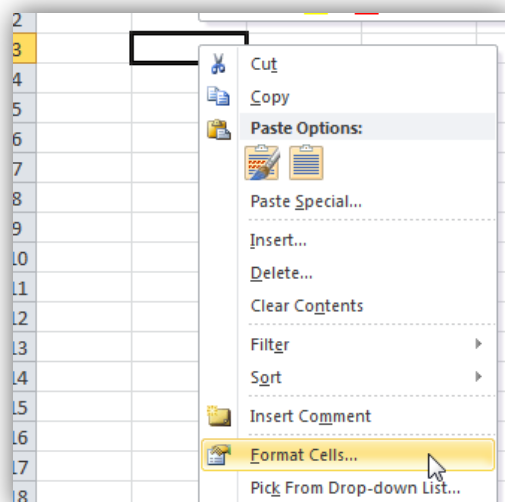 2
3
4
5
6
7
8
9
10
11
12
13
14
15
16
17
18
Cut
Copy
Paste Options:
Paste Special...
Insert...
Delete...
Clear Contents
Filter
Sort
Insert Comment
Format Cells...
Pick From Drop-down List...